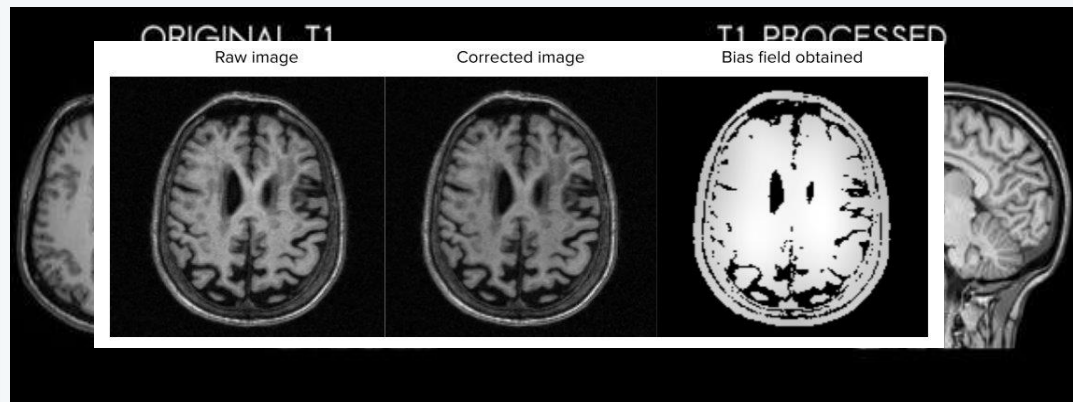 ORIGINAL T1
T1 PROCESSED
Raw image
Corrected image
Bias field obtained